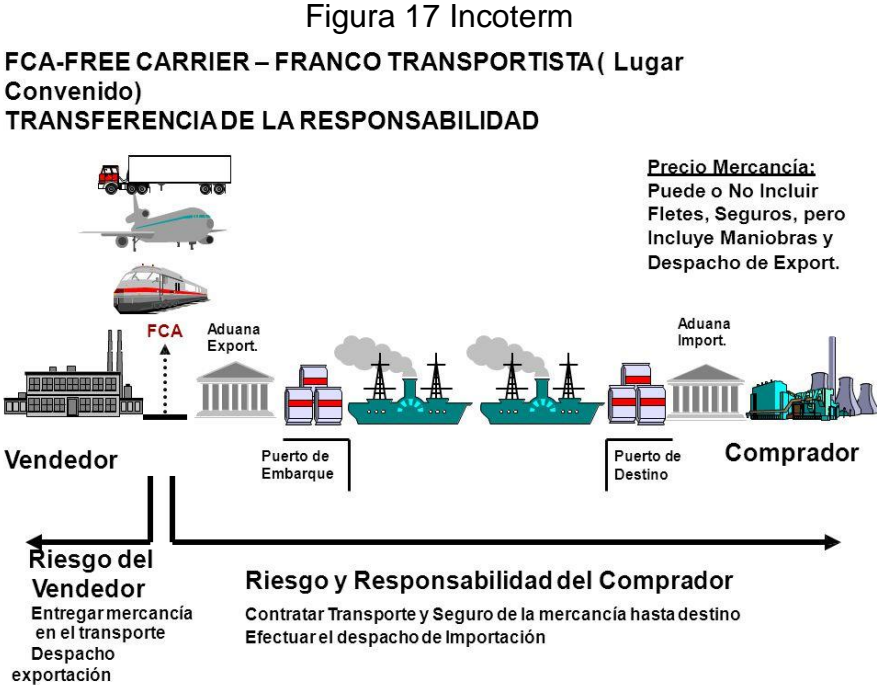 Figura 17 Incoterm
FCA-FREE CARRIER – FRANCO TRANSPORTISTA ( Lugar
Convenido)
TRANSFERENCIA DE LA RESPONSABILIDAD
Precio Mercancía:
Puede o No Incluir
Fletes, Seguros, pero
Incluye Maniobras y
Despacho de Export.
FCA
Aduana
Export.
Aduana
Import.
Vendedor
Puerto de
Embarque
Puerto de
Destino
Comprador
Riesgo del
Vendedor
Entregar mercancía
en el transporte
Despacho
exportación
Riesgo y Responsabilidad del Comprador
Contratar Transporte y Seguro de la mercancía hasta destino
Efectuar el despacho de Importación